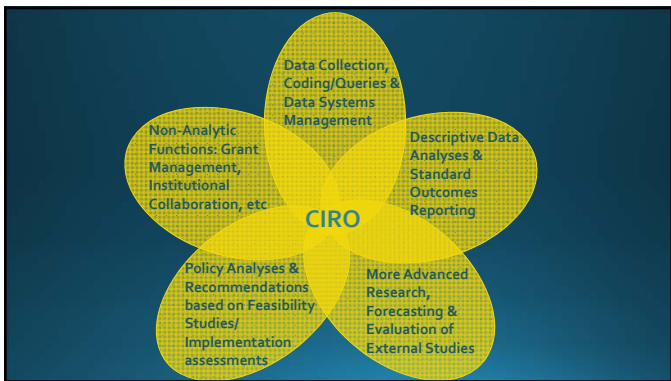 Data Collection,
Coding/Queries &
Data Systems
Management
Non-Analytic
Functions: Grant
Management,
Institutional
Collaboration, etc
Descriptive Data
Analyses &
Standard
Outcomes
Reporting
CIRO
Policy Analyses &
Recommendations
based on Feasibility
Studies/
Implementation
assessments
More Advanced
Research,
Forecasting &
Evaluation of
External Studies